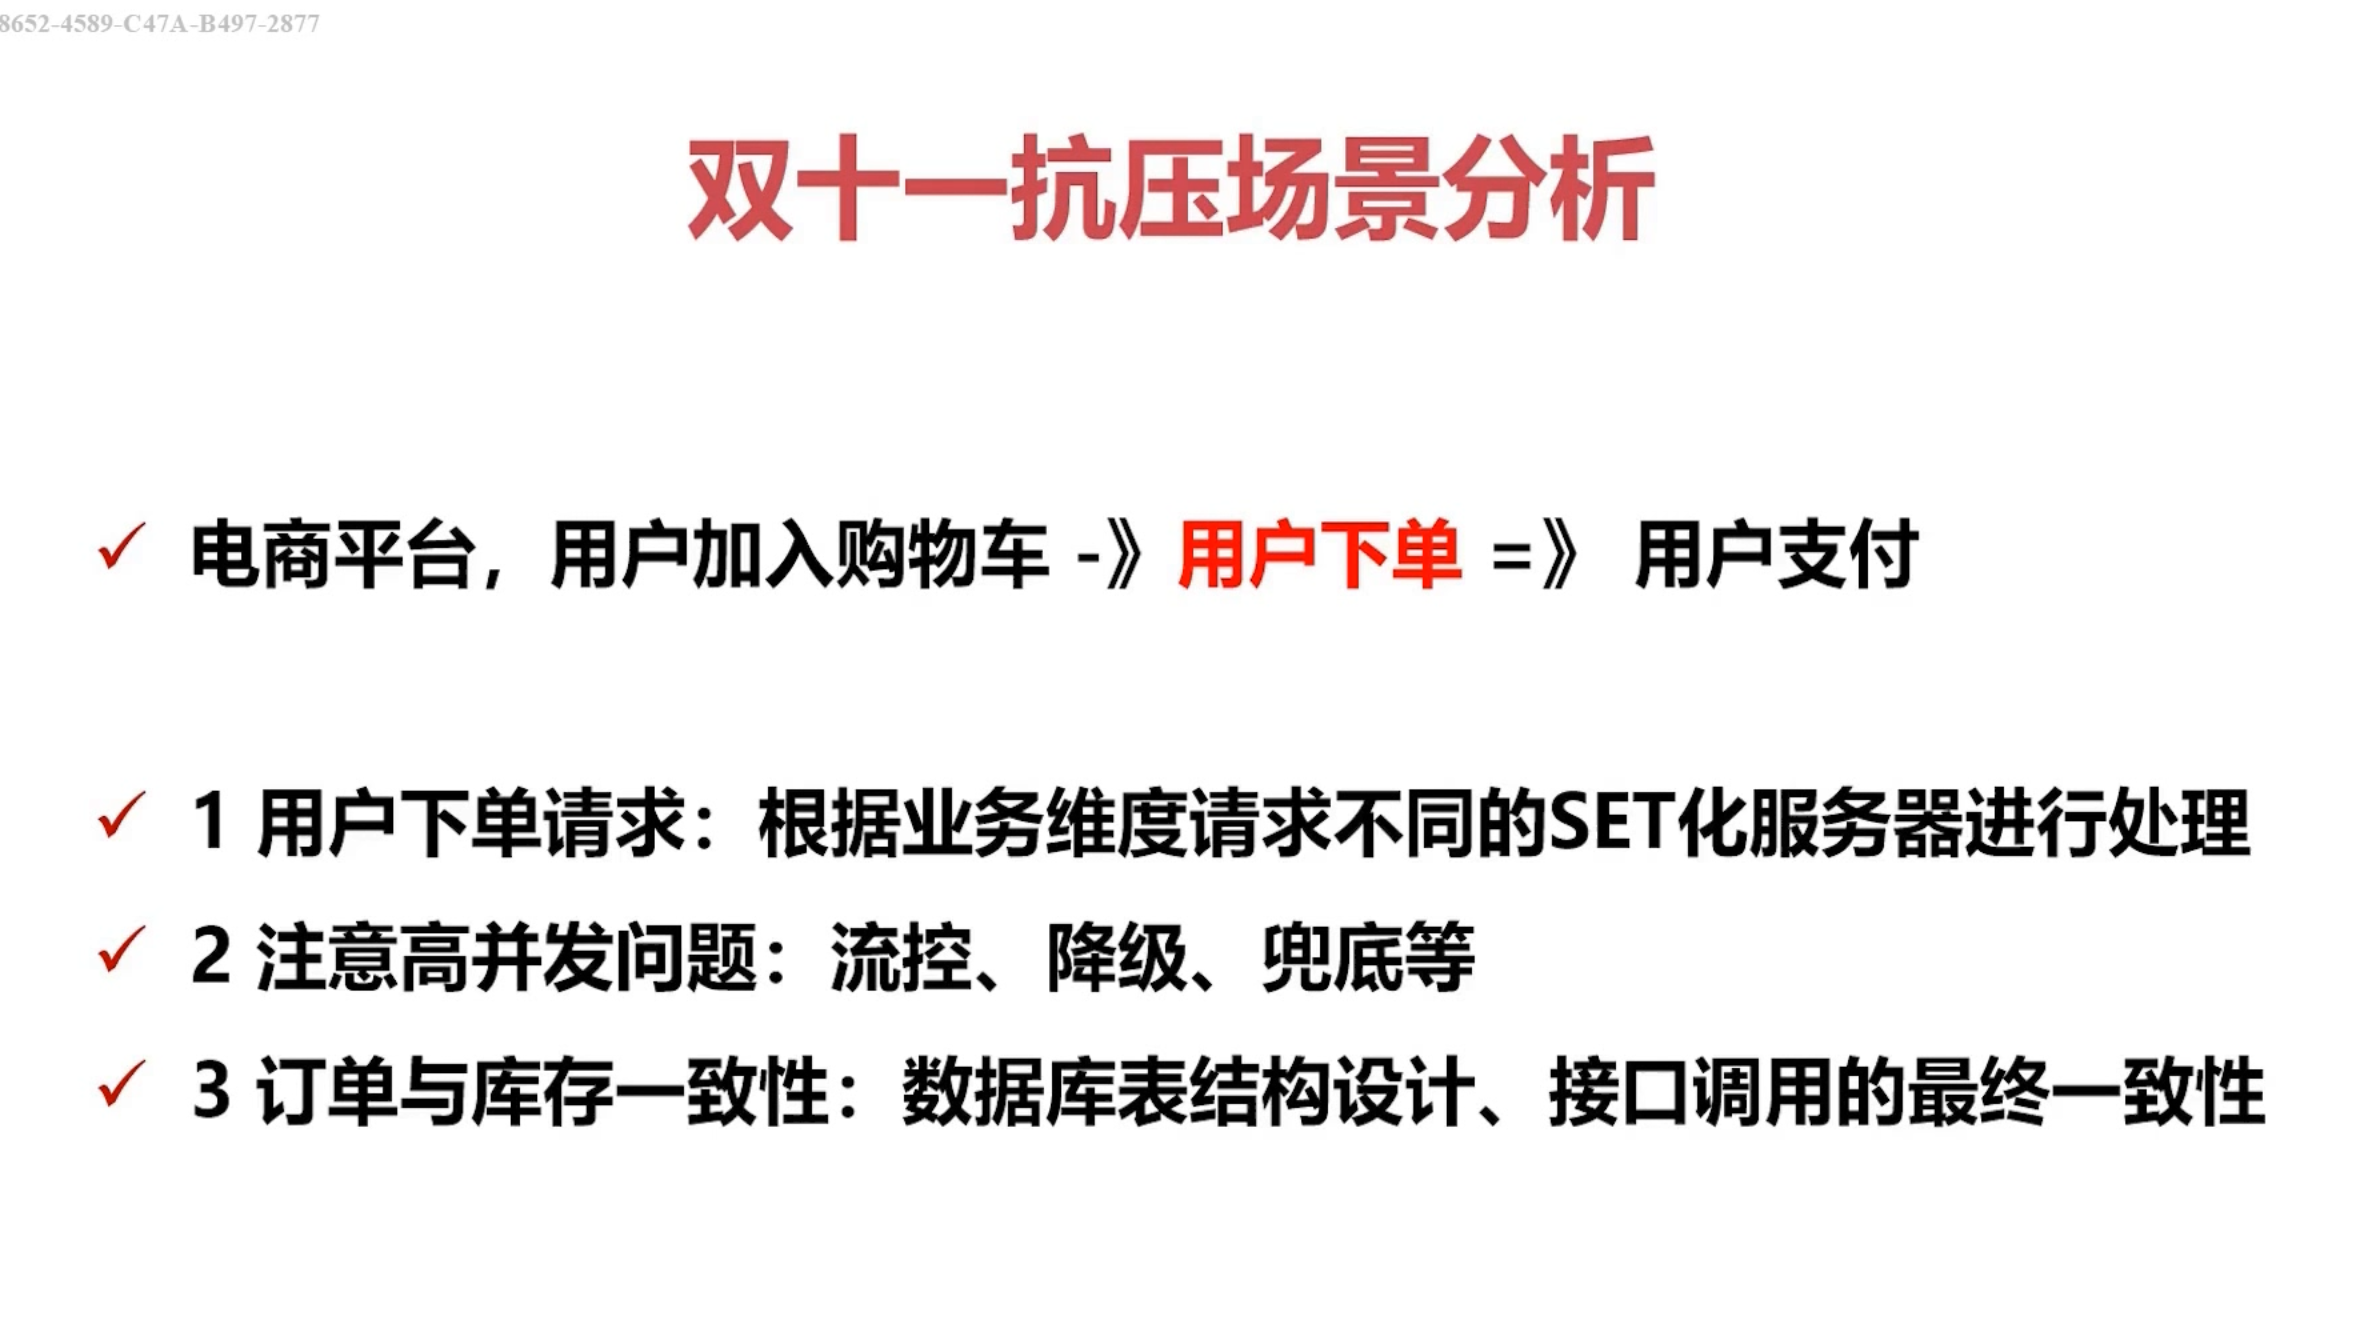 8652-4589-C47A-B497-2877
双十一抗压场景分析
✓ 电商平台，用户加入购物车 -》用户下单 =》 用户支付
✓ 1 用户下单请求：根据业务维度请求不同的SET化服务器进行处理
✓ 2 注意高并发问题：流控、降级、兜底等
✓ 3 订单与库存一致性：数据库表结构设计、接口调用的最终一致性